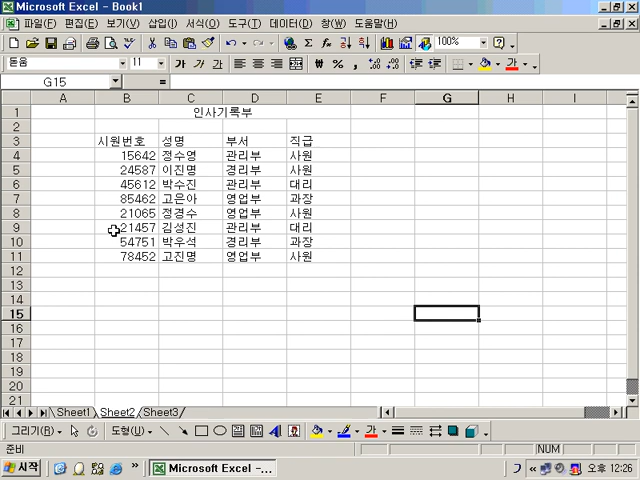 Microsoft Excel - Book1
파일(F) 편집(E) 보기(V) 삽입(I) 서식(O) 도구(T) 데이터(D) 창(W) 도움말(H)
100%
돋움 11 가 가 가
G15 =
A B C D E F G H I
1 인사기록부
2
3 시원번호 성명 부서 직급
4 15642 정수영 관리부 사원
5 24587 이진명 경리부 사원
6 45612 박수진 관리부 대리
7 85462 고은아 영업부 과장
8 21065 정경수 영업부 사원
9 21457 김성진 관리부 대리
10 54751 박우석 경리부 과장
11 78452 고진명 영업부 사원
12
13
14
15
16
17
18
19
20
21
Sheet1 Sheet2 Sheet3
그리기(R) 도형(U) 가
준비 NUM
시작 Microsoft Excel -... 오후 12:26